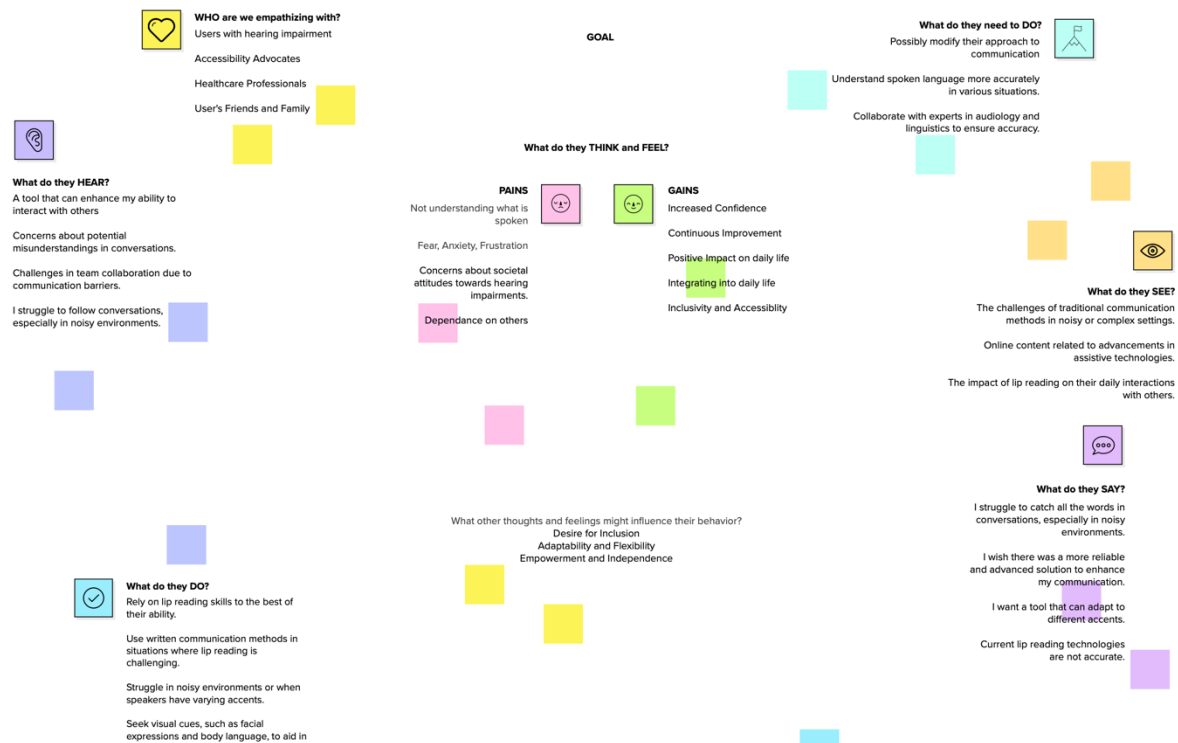 WHO are we empathizing with?
Users with hearing impairment
Accessibility Advocates
Healthcare Professionals
User's Friends and Family
GOAL
What do they need to DO?
Possibly modify their approach to
communication
Understand spoken language more accurately
in various situations.
Collaborate with experts in audiology and
linguistics to ensure accuracy.
What do they HEAR?
A tool that can enhance my ability to
interact with others
Concerns about potential
misunderstandings in conversations.
Challenges in team collaboration due to
communication barriers.
I struggle to follow conversations,
especially in noisy environments.
What do they THINK and FEEL?
PAINS
Not understanding what is
spoken
Fear, Anxiety, Frustration
Concerns about societal
attitudes towards hearing
impairments.
Dependance on others
GAINS
Increased Confidence
Continuous Improvement
Positive Impact on daily life
Integrating into daily life
Inclusivity and Accessiblity
What do they SEE?
The challenges of traditional communication
methods in noisy or complex settings.
Online content related to advancements in
assistive technologies.
The impact of lip reading on their daily interactions
with others.
What do they SAY?
I struggle to catch all the words in
conversations, especially in noisy
environments.
I wish there was a more reliable
and advanced solution to enhance
my communication.
I want a tool that can adapt to
different accents.
Current lip reading technologies
are not accurate.
What other thoughts and feelings might influence their behavior?
Desire for Inclusion
Adaptability and Flexibility
Empowerment and Independence
What do they DO?
Rely on lip reading skills to the best of
their ability.
Use written communication methods in
situations where lip reading is
challenging.
Struggle in noisy environments or when
speakers have varying accents.
Seek visual cues, such as facial
expressions and body language, to aid in